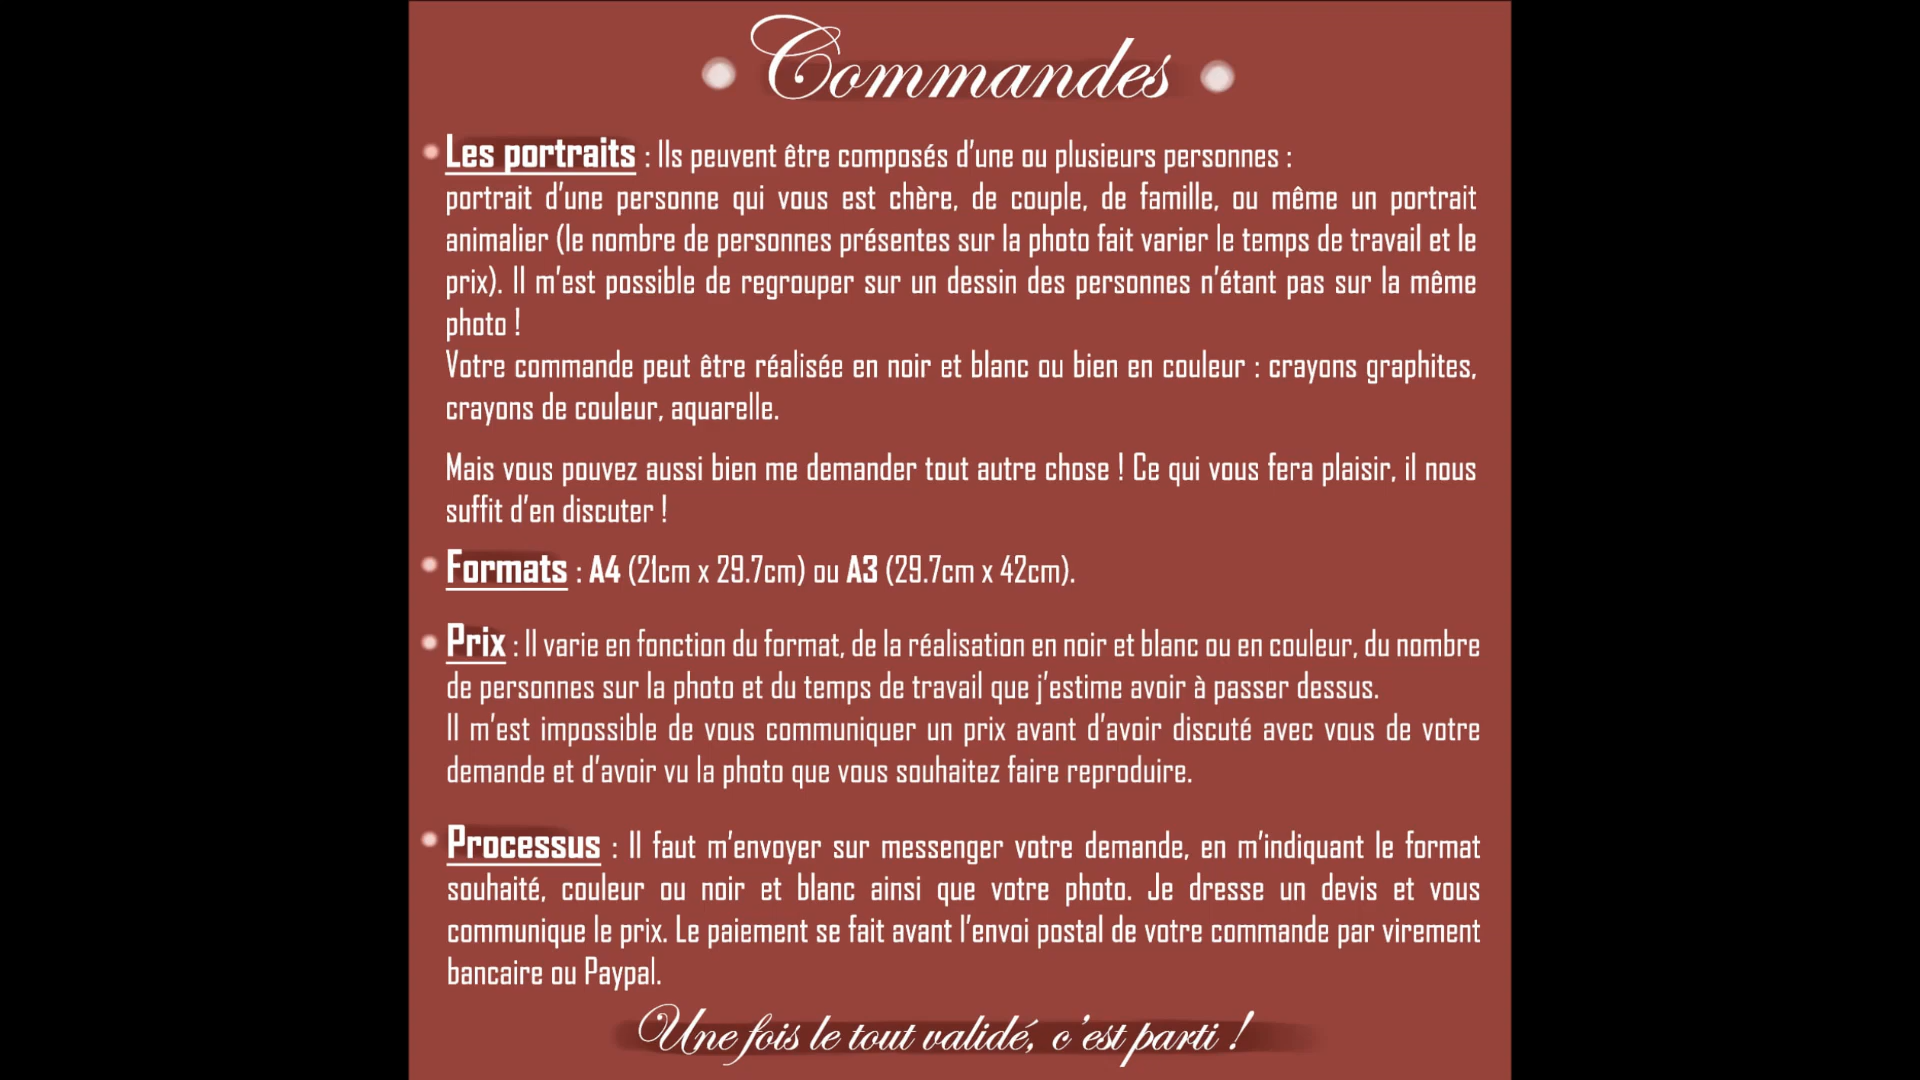 Commandes
Les portraits : Ils peuvent être composés d'une ou plusieurs personnes :
portrait d'une personne qui vous est chère, de couple, de famille, ou même un portrait
animalier (le nombre de personnes présentes sur la photo fait varier le temps de travail et le
prix). Il m'est possible de regrouper sur un dessin des personnes n'étant pas sur la même
photo !
Votre commande peut être réalisée en noir et blanc ou bien en couleur : crayons graphites,
crayons de couleur, aquarelle.
Mais vous pouvez aussi bien me demander tout autre chose ! Ce qui vous fera plaisir, il nous
suffit d'en discuter !
Formats : A4 (21cm x 29.7cm) ou A3 (29.7cm x 42cm).
Prix : Il varie en fonction du format, de la réalisation en noir et blanc ou en couleur, du nombre
de personnes sur la photo et du temps de travail que j'estime avoir à passer dessus.
Il m'est impossible de vous communiquer un prix avant d'avoir discuté avec vous de votre
demande et d'avoir vu la photo que vous souhaitez faire reproduire.
Processus : Il faut m'envoyer sur messenger votre demande, en m'indiquant le format
souhaité, couleur ou noir et blanc ainsi que votre photo. Je dresse un devis et vous
communique le prix. Le paiement se fait avant l'envoi postal de votre commande par virement
bancaire ou Paypal.
Une fois le tout validé, c'est parti !